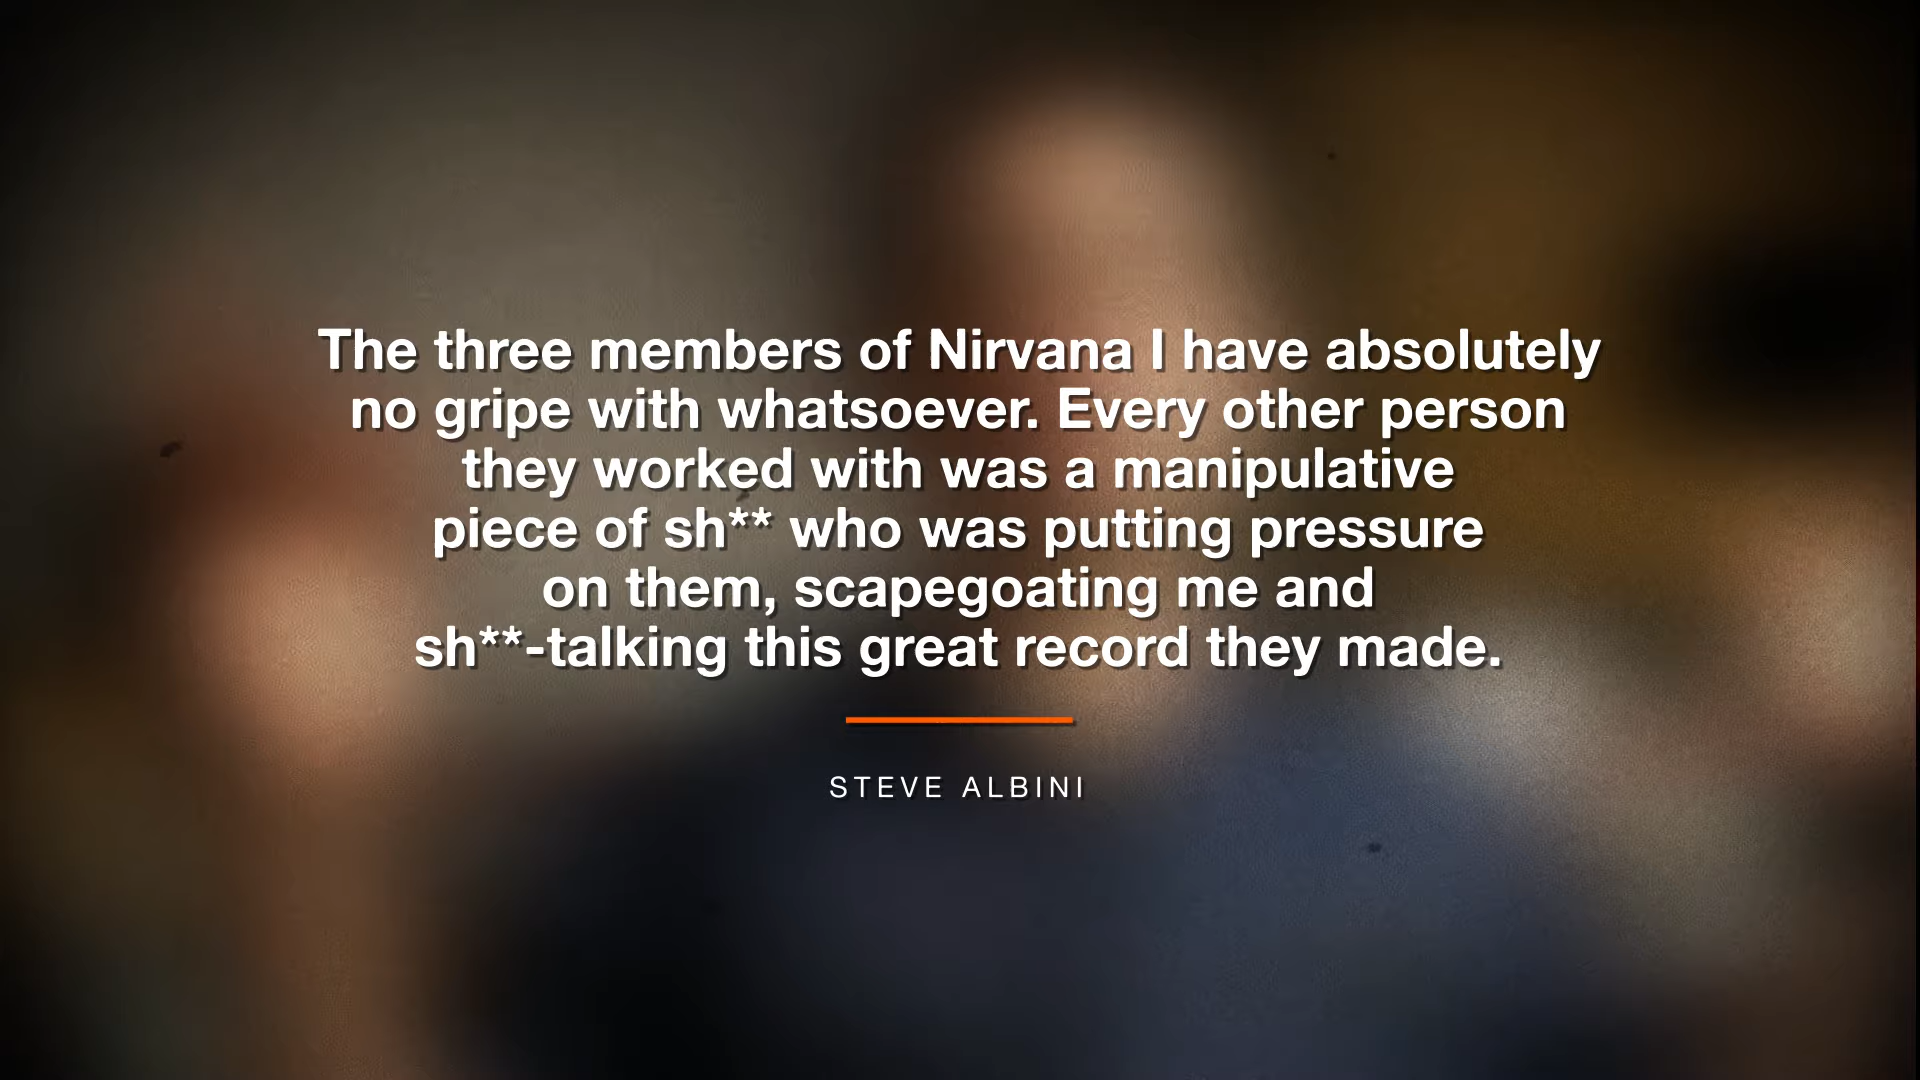 The three members of Nirvana I have absolutely
no gripe with whatsoever. Every other person
they worked with was a manipulative
piece of sh** who was putting pressure
on them, scapegoating me and
sh**-talking this great record they made.
STEVE ALBINI